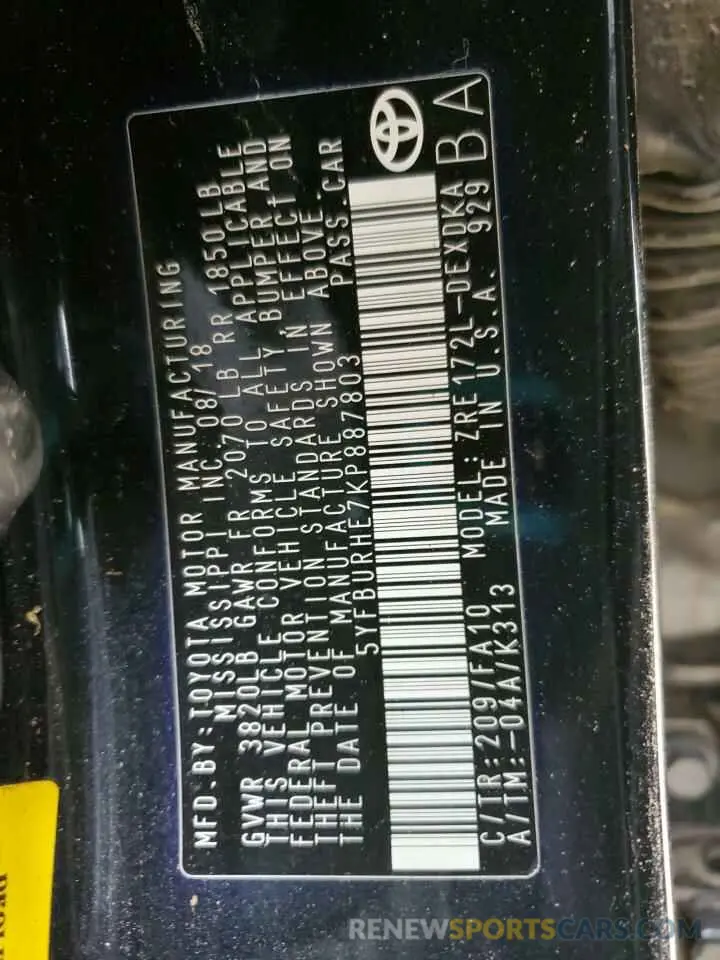 MFD.BY:TOYOTA MOTOR MANUFACTURING
MISSISSIPPI INC. 08/18
GVWR 3820LB GAWR FR 2070 LB RR 1850LB
THIS VEHICLE CONFORMS TO ALL APPLICABLE
FEDERAL MOTOR VEHICLE SAFETY, BUMPER AND
THEFT PREVENTION STANDARDS IN EFFECT ON
THE DATE OF MANUFACTURE SHOWN ABOVE.
5YFBURHE7KP887803 PASS.CAR
C/TR:209/FA10 MODEL:ZRE172L-DEXDKA
A/TM:-04A/K313 MADE IN U.S.A. 929 BA
RENEWSPORTSCARS.COM